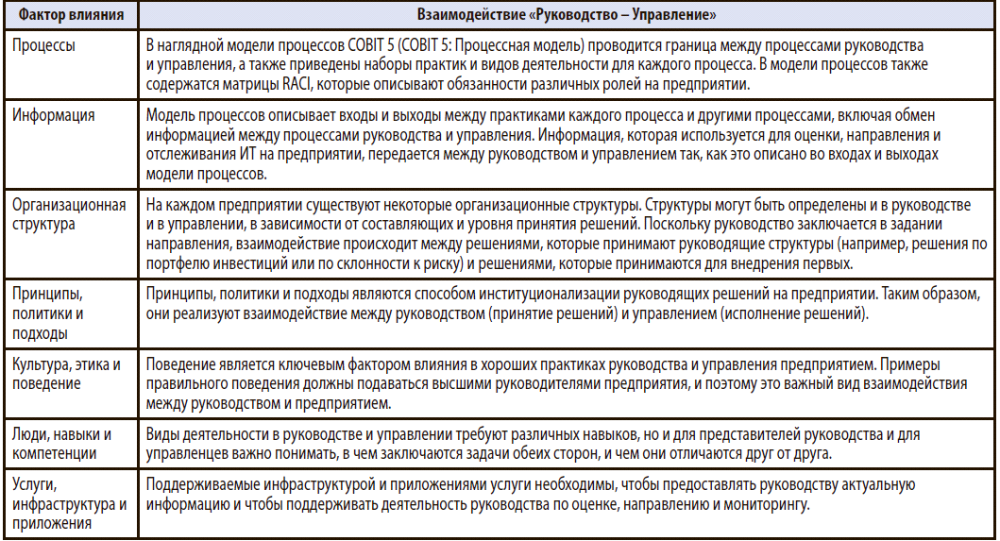 Фактор влияния
Взаимодействие «Руководство – Управление»
Процессы
В наглядной модели процессов COBIT 5 (COBIT 5: Процессная модель) проводится граница между процессами руководства
и управления, а также приведены наборы практик и видов деятельности для каждого процесса. В модели процессов также
содержатся матрицы RACI, которые описывают обязанности различных ролей на предприятии.
Информация
Модель процессов описывает входы и выходы между практиками каждого процесса и другими процессами, включая обмен
информацией между процессами руководства и управления. Информация, которая используется для оценки, направления и
отслеживания ИТ на предприятии, передается между руководством и управлением так, как это описано во входах и выходах
модели процессов.
Организационная
структура
На каждом предприятии существуют некоторые организационные структуры. Структуры могут быть определены и в руководстве
и в управлении, в зависимости от составляющих и уровня принятия решений. Поскольку руководство заключается в задании
направления, взаимодействие происходит между решениями, которые принимают руководящие структуры (например, решения по
портфелю инвестиций или по склонности к риску) и решениями, которые принимаются для внедрения первых.
Принципы,
политики и
подходы
Принципы, политики и подходы являются способом институционализации руководящих решений на предприятии. Таким образом,
они реализуют взаимодействие между руководством (принятие решений) и управлением (исполнение решений).
Культура, этика и
поведение
Поведение является ключевым фактором влияния в хороших практиках руководства и управления предприятием. Примеры
правильного поведения должны подаваться высшими руководителями предприятия, и поэтому это важный вид взаимодействия
между руководством и предприятием.
Люди, навыки и
компетенции
Виды деятельности в руководстве и управлении требуют различных навыков, но и для представителей руководства и для
управленцев важно понимать, в чем заключаются задачи обеих сторон, и чем они отличаются друг от друга.
Услуги,
инфраструктура и
приложения
Поддерживаемые инфраструктурой и приложениями услуги необходимы, чтобы предоставлять руководству актуальную
информацию и чтобы поддерживать деятельность руководства по оценке, направлению и мониторингу.